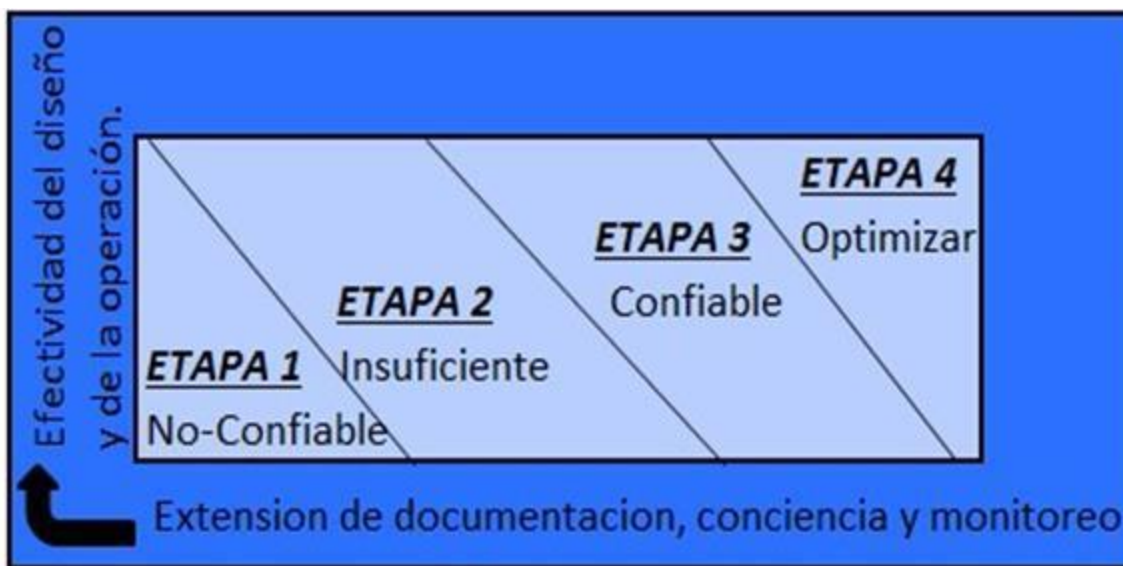 Efectividad del diseño
y de la operación.
ETAPA 1
No-Confiable
ETAPA 2
Insuficiente
ETAPA 3
Confiable
ETAPA 4
Optimizar
Extension de documentacion, conciencia y monitoreo